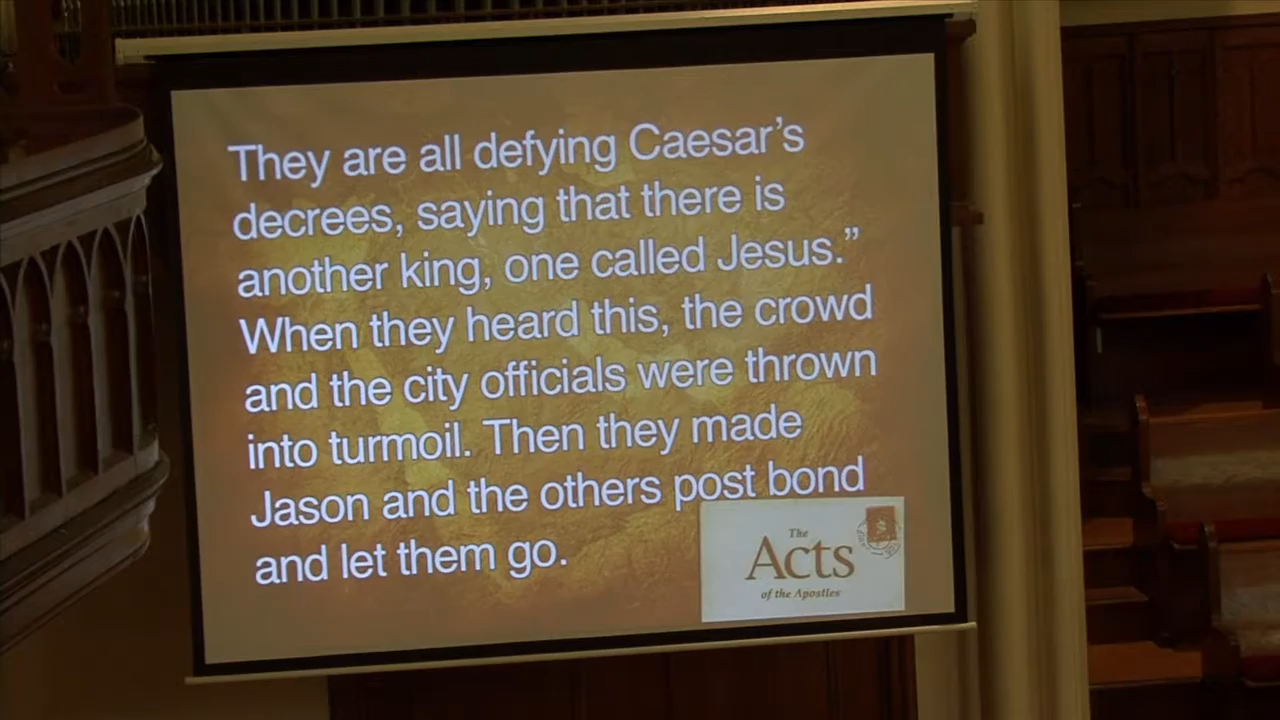 They are all defying Caesar’s
decrees, saying that there is
another king, one called Jesus.”
When they heard this, the crowd
and the city officials were thrown
into turmoil. Then they made
Jason and the others post bond
and let them go.
The
Acts
of the Apostles